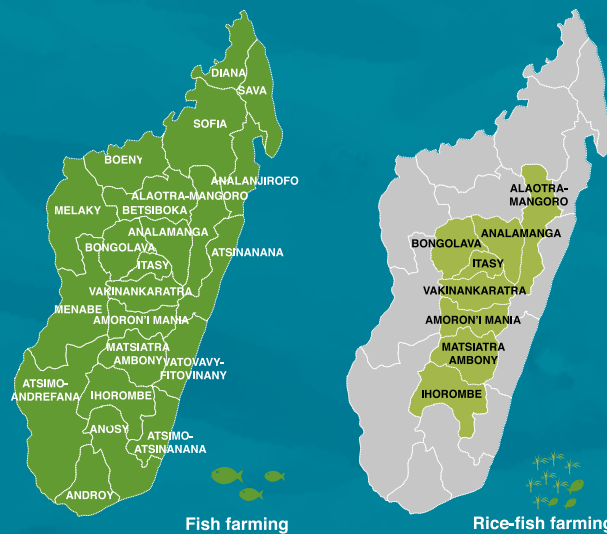 DIANA
SAVA
SOFIA
BOENY
ANALANJIROFO
ALAOTRA-MANGORO
MELAKY
BETSIBOKA
ANALAMANGA
BONGOLAVA
ATSINANANA
ITASY
VAKINANKARATRA
MENABE
AMORON'I MANIA
MATSIATRA
AMBONY
VATOVAVY-
FITOVINANY
ATSIMO-
ANDREFANA
IHOROMBE
ANOSY
ATSIMO-
ATSINANANA
ANDROY
Fish farming
ALAOTRA-
MANGORO
ANALAMANGA
BONGOLAVA
ITASY
VAKINANKARATRA
AMORON'I MANIA
MATSIATRA
AMBONY
IHOROMBE
Rice-fish farming